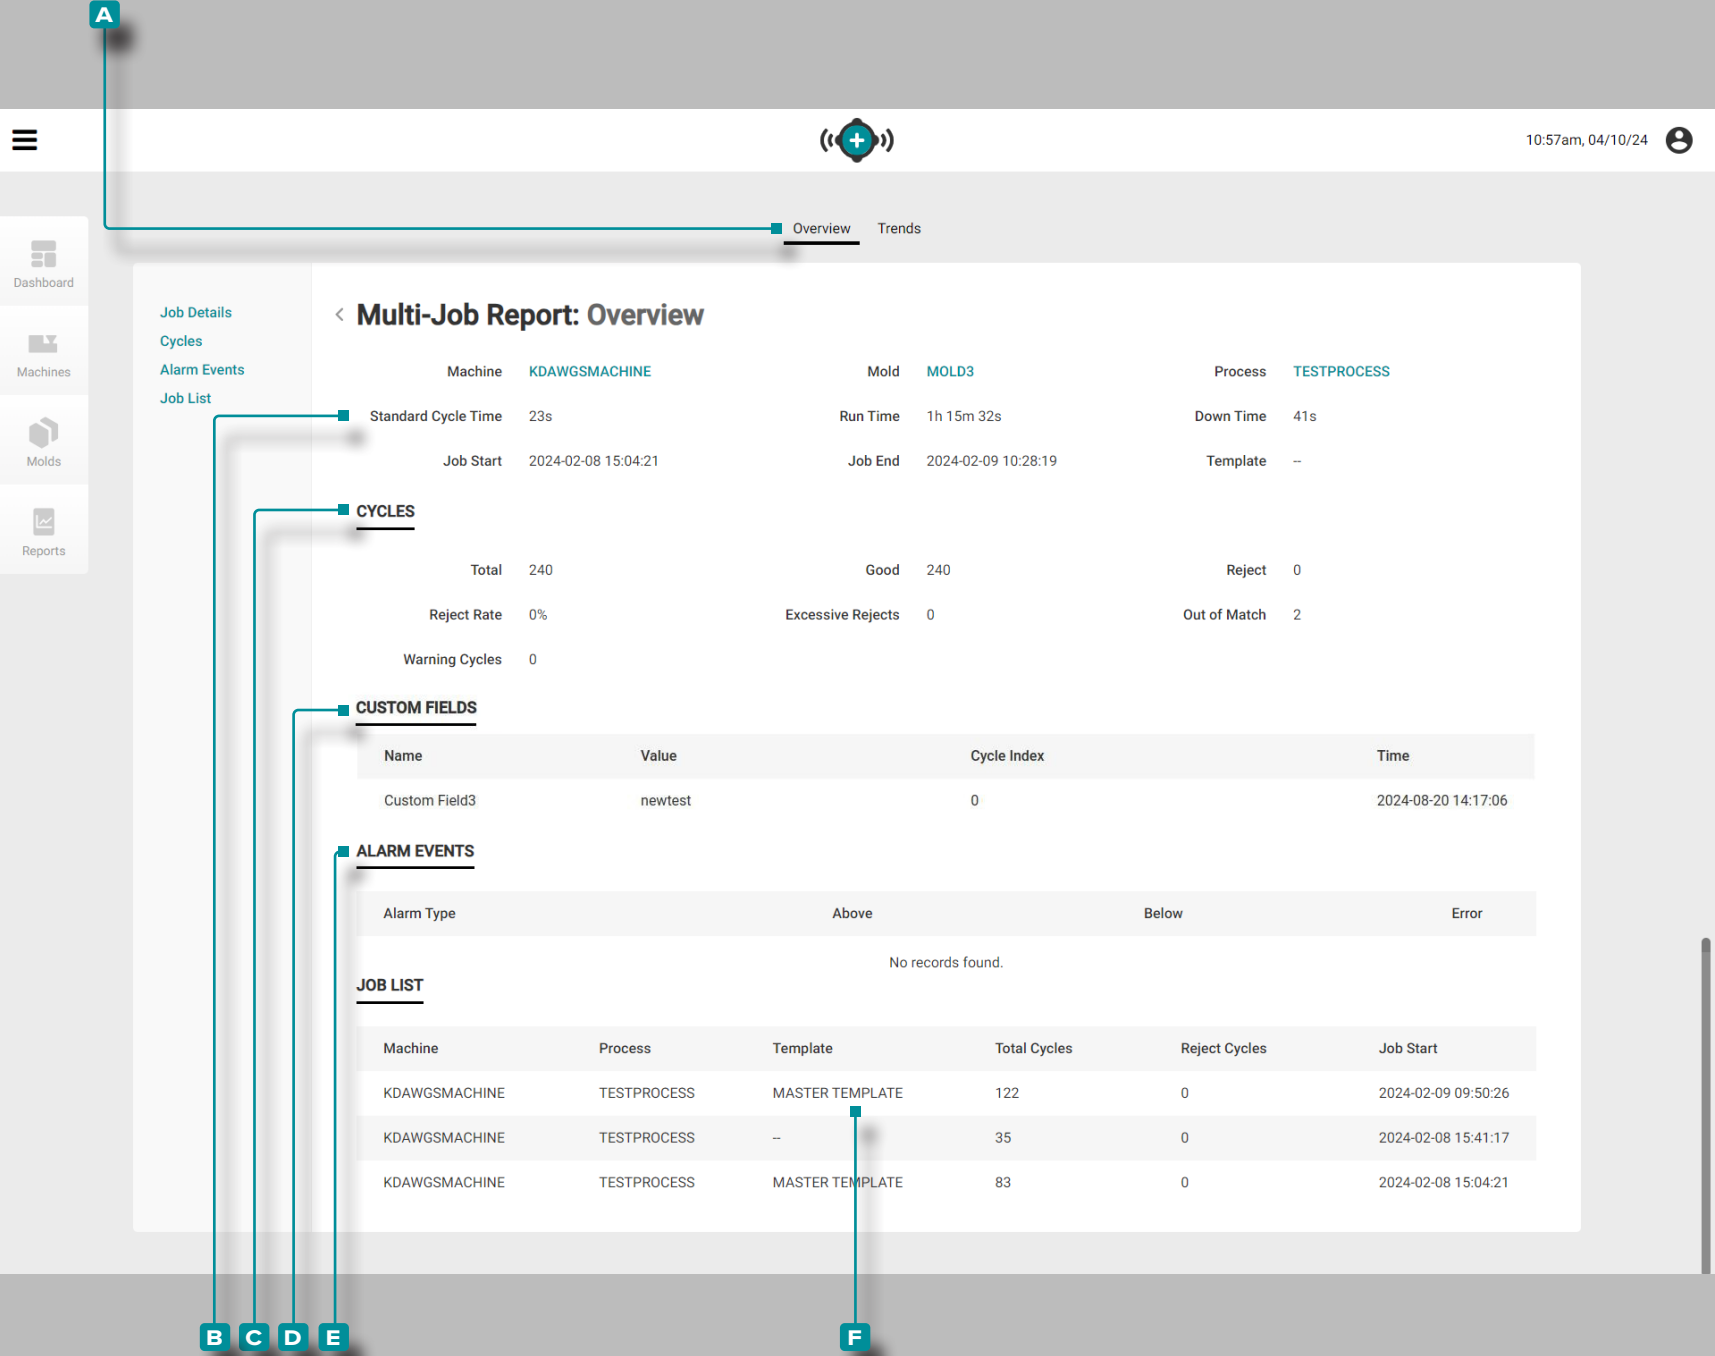 A
10:57am, 04/10/24
Overview Trends
Dashboard
Machines
Molds
Reports
Job Details
Cycles
Alarm Events
Job List
Multi-Job Report: Overview
Machine KDAWGSMACHINE Mold MOLD3 Process TESTPROCESS
Standard Cycle Time 23s Run Time 1h 15m 32s Down Time 41s
Job Start 2024-02-08 15:04:21 Job End 2024-02-09 10:28:19 Template --
CYCLES
Total 240 Good 240 Reject 0
Reject Rate 0% Excessive Rejects 0 Out of Match 2
Warning Cycles 0
CUSTOM FIELDS
Name Value Cycle Index Time
Custom Field3 newtest 0 2024-08-20 14:17:06
ALARM EVENTS
Alarm Type Above Below Error
No records found.
JOB LIST
Machine Process Template Total Cycles Reject Cycles Job Start
KDAWGSMACHINE TESTPROCESS MASTER TEMPLATE 122 0 2024-02-09 09:50:26
KDAWGSMACHINE TESTPROCESS -- 35 0 2024-02-08 15:41:17
KDAWGSMACHINE TESTPROCESS MASTER TEMPLATE 83 0 2024-02-08 15:04:21
B C D E F